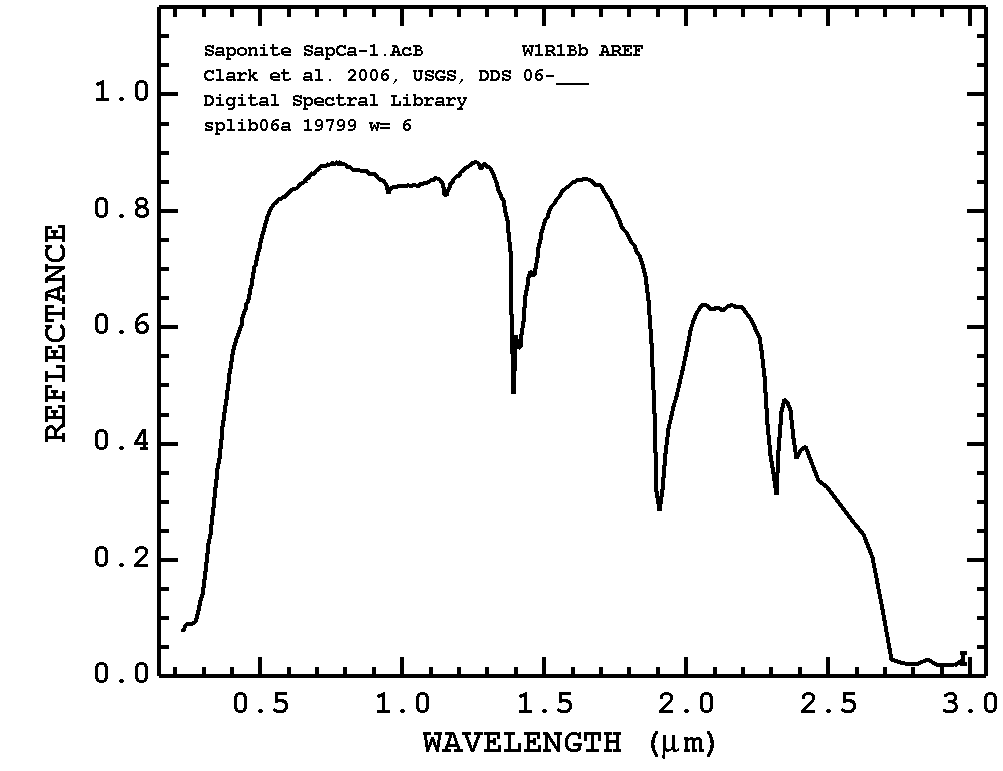 Saponite SapCa-1.AcB W1R1Bb AREF
Clark et al. 2006, USGS, DDS 06-___
Digital Spectral Library
splib06a 19799 w= 6
1.0
0.8
0.6
0.4
0.2
0.0
REFLECTANCE
0.5 1.0 1.5 2.0 2.5 3.0
WAVELENGTH (μm)